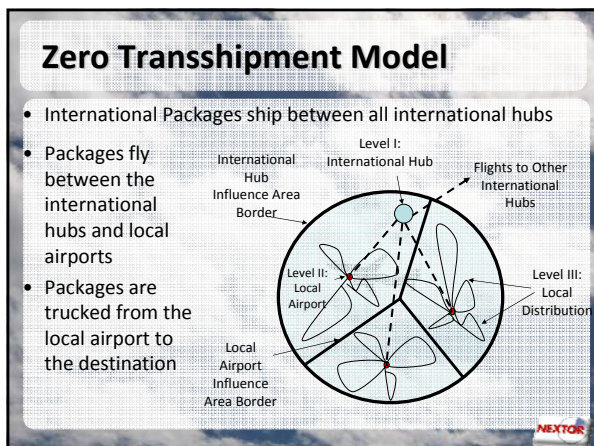 Zero Transshipment Model
• International Packages ship between all international hubs
• Packages fly
between the
international
hubs and local
airports
• Packages are
trucked from the
local airport to
the destination
International
Hub
Influence Area
Border
Level I:
International Hub
Flights to Other
International
Hubs
Level II:
Local
Airport
Level III:
Local
Distribution
Local
Airport
Influence
Area Border
NEXTOR